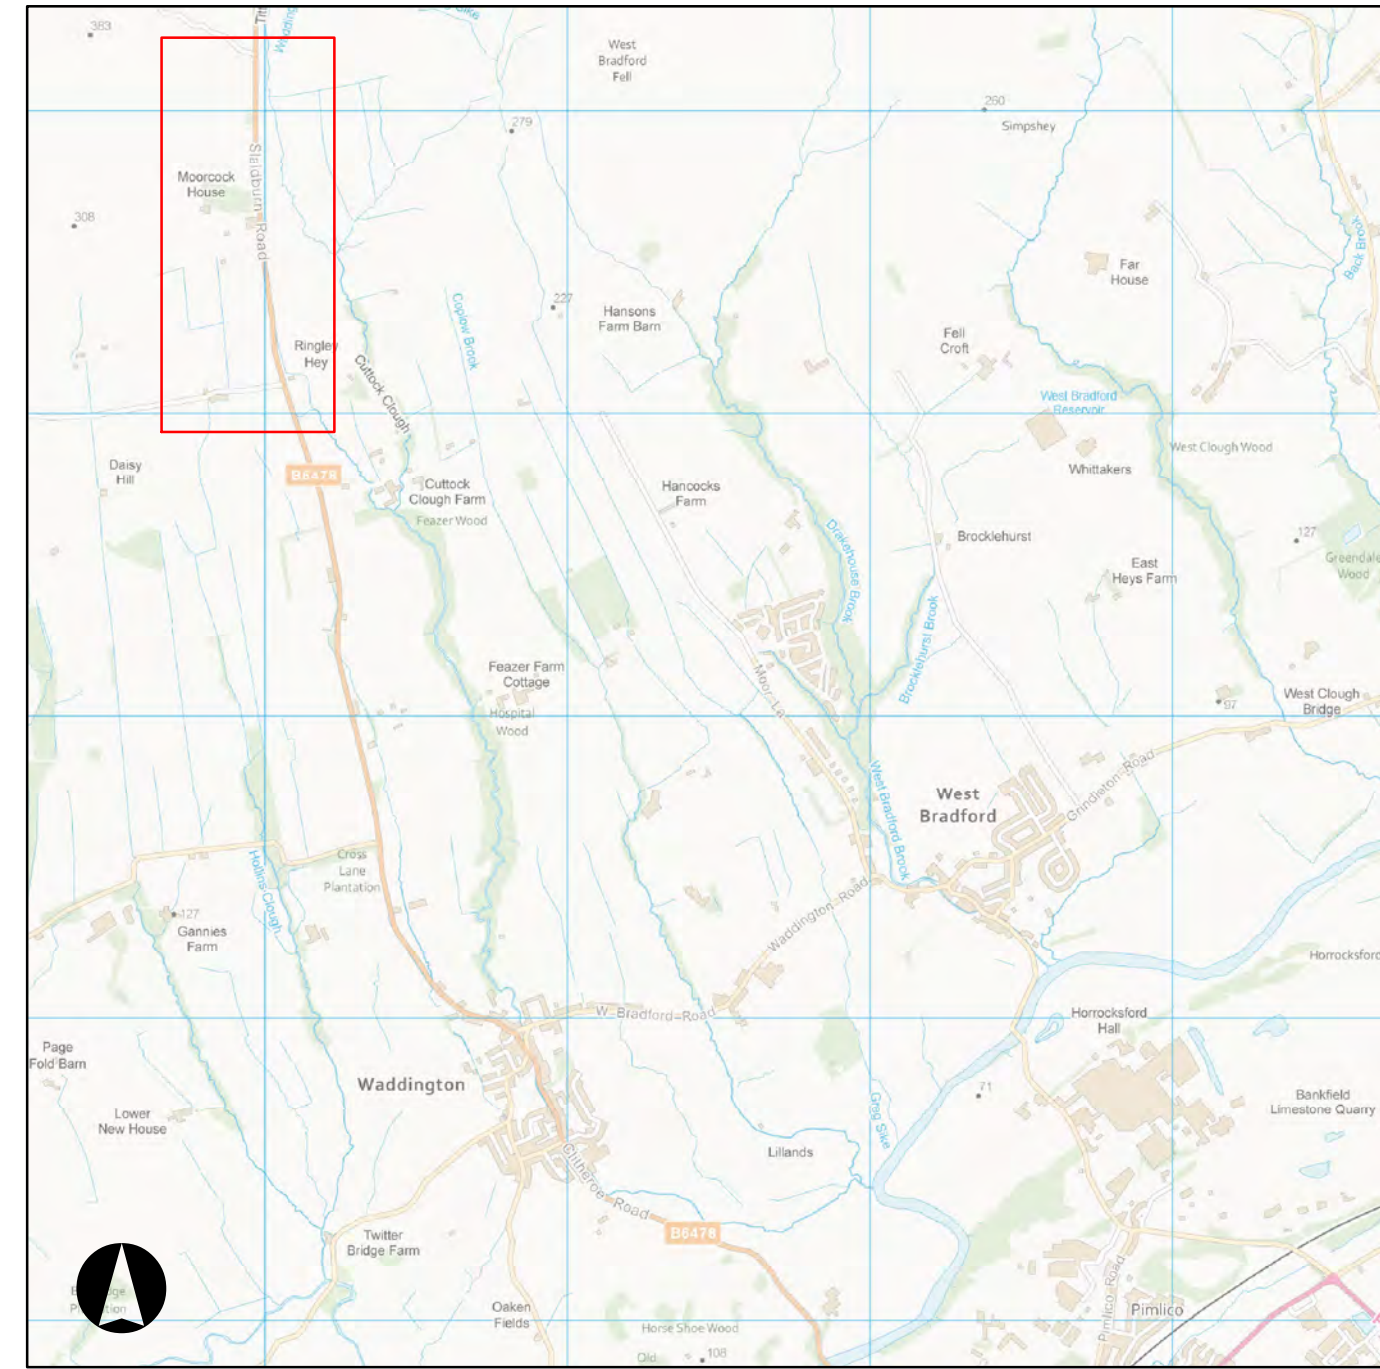 383
West
Bradford
Fell
279
260
Simpshey
Moorcock
House
Slaidburn Road
308
Back Brook
Far
House
227
Hansons
Farm Barn
Coplow Brook
Fell
Croft
Ringley
Hey
Cuttock Clough
West Bradford
Reservoir
West Clough Wood
Whittakers
Daisy
Hill
B6478
Cuttock
Clough Farm
Feazer Wood
Hancocks
Farm
Drakehouse Brook
Brocklehurst
127
Greendale
Wood
East
Heys Farm
Brocklehurst Brook
Feazer Farm
Cottage
Hospital
Wood
Moor La
97
West Clough
Bridge
Grindleton Road
West
Bradford
West Bradford Brook
Cross
Lane
Plantation
Hollins Clough
127
Gannies
Farm
Waddington Road
Horrocksford
W Bradford Road
Horrocksford
Hall
Page
Fold Barn
Waddington
71
Bankfield
Limestone Quarry
Lower
New House
Greg Sike
Lillands
Clitheroe Road
B6478
Twitter
Bridge Farm
Pimlico Road
Pimlico
Oaken
Fields
Horse Shoe Wood
Old
108